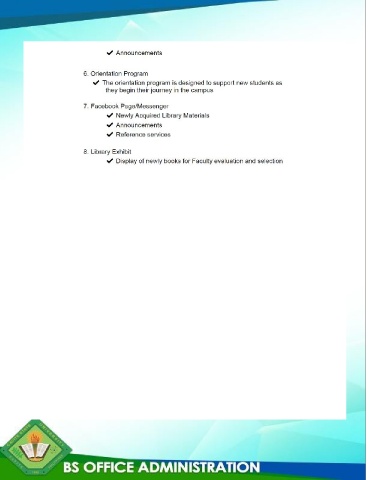 ✔ Announcements
6. Orientation Program
✔ The orientation program is designed to support new students as
they begin their journey in the campus
7. Facebook Page/Messenger
✔ Newly Acquired Library Materials
✔ Announcements
✔ Reference services
8. Library Exhibit
✔ Display of newly books for Faculty evaluation and selection
BS OFFICE ADMINISTRATION